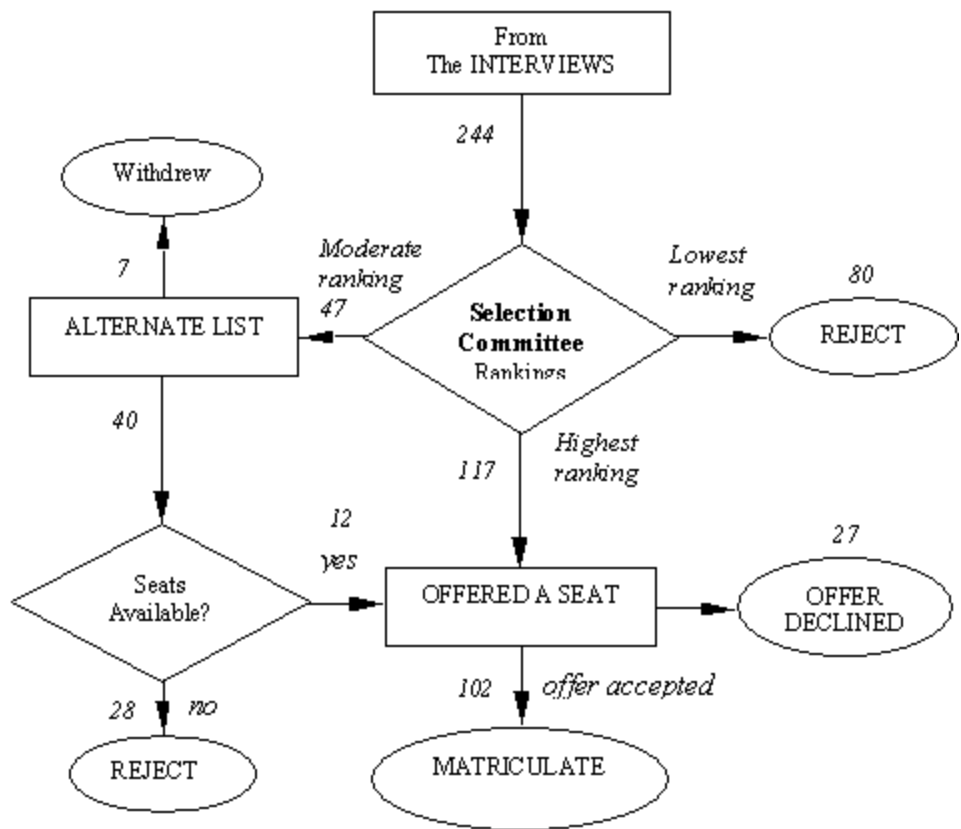 From
The INTERVIEWS
244
Withdrew
7
Moderate
ranking
47
Lowest
ranking
80
ALTERNATE LIST
Selection
Committee
Rankings
REJECT
40
Highest
ranking
117
12
yes
27
Seats
Available?
OFFERED A SEAT
OFFER
DECLINED
28
no
102
offer accepted
REJECT
MATRICULATE